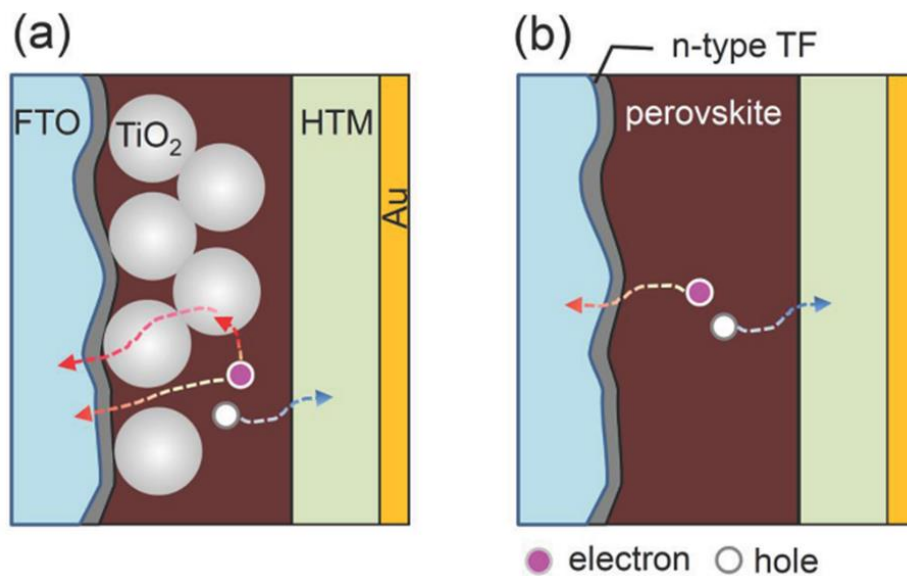 (a)
FTO
TiO₂
HTM
Au
(b)
n-type TF
perovskite
electron
hole